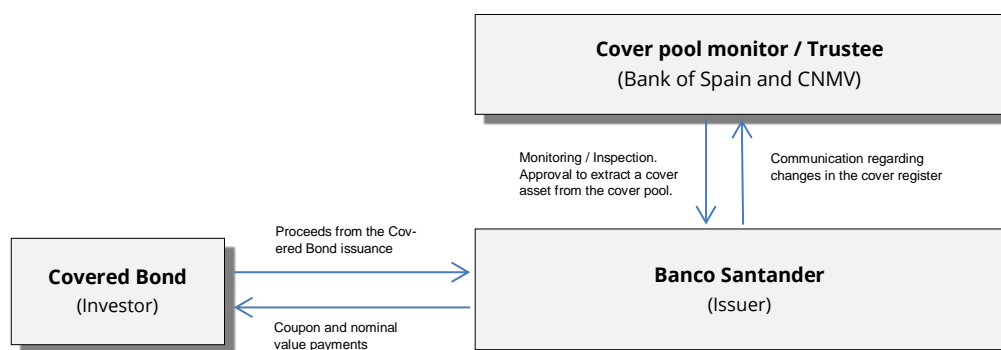 Cover pool monitor / Trustee
(Bank of Spain and CNMV)
Monitoring / Inspection.
Approval to extract a cover
asset from the cover pool.
Communication regarding
changes in the cover register
Proceeds from the Cov-
ered Bond issuance
Covered Bond
(Investor)
Banco Santander
(Issuer)
Coupon and nominal
value payments